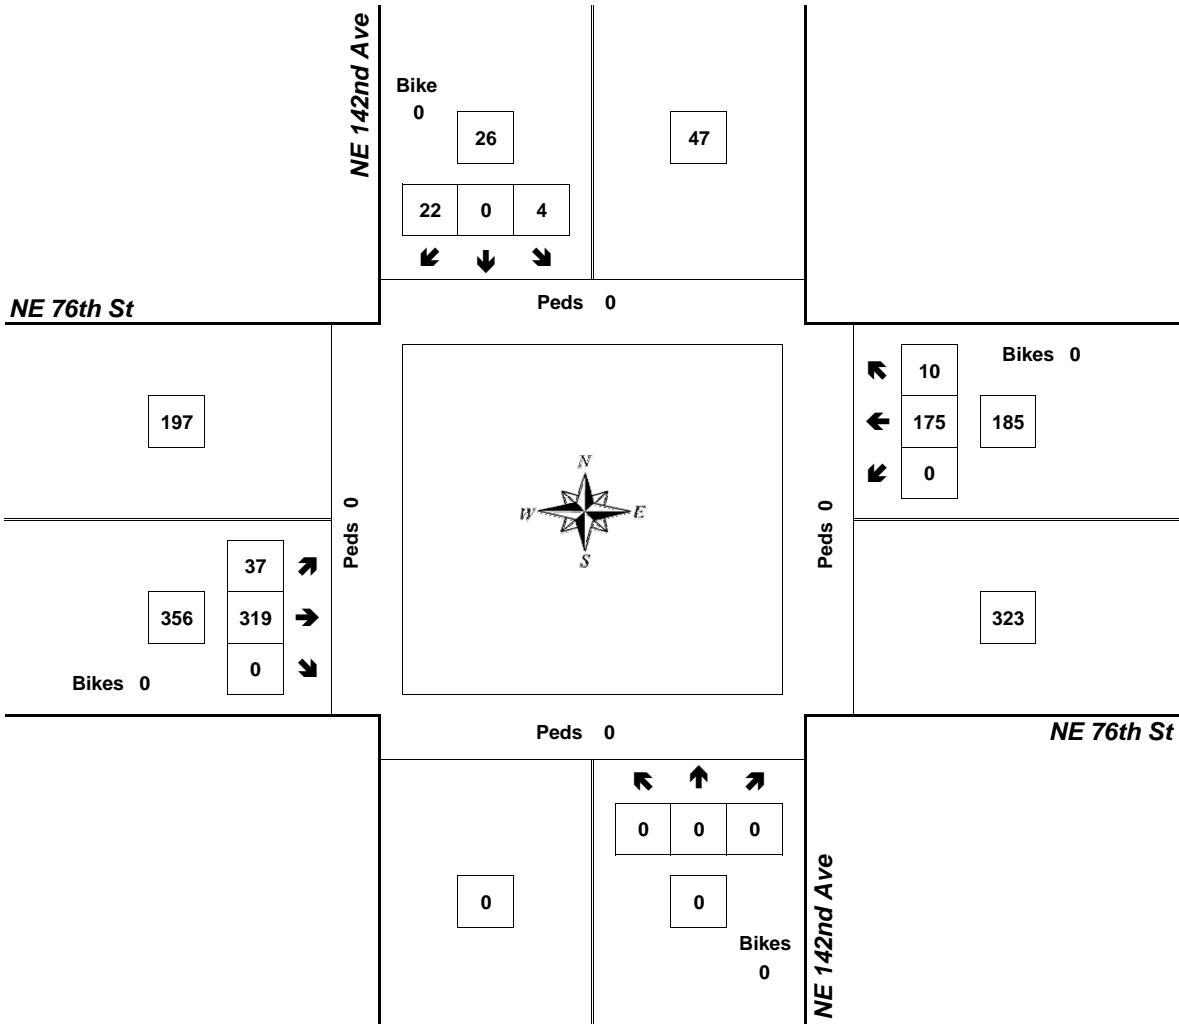 NE 142nd Ave
Bike
0
26
47
22 0 4
Peds 0
NE 76th St
Bikes 0
10
197
175 185
0
N
W E
S
Peds 0
Peds 0
37
356 319
323
0
Bikes 0
Peds 0
NE 76th St
0 0 0
NE 142nd Ave
0
0
Bikes
0